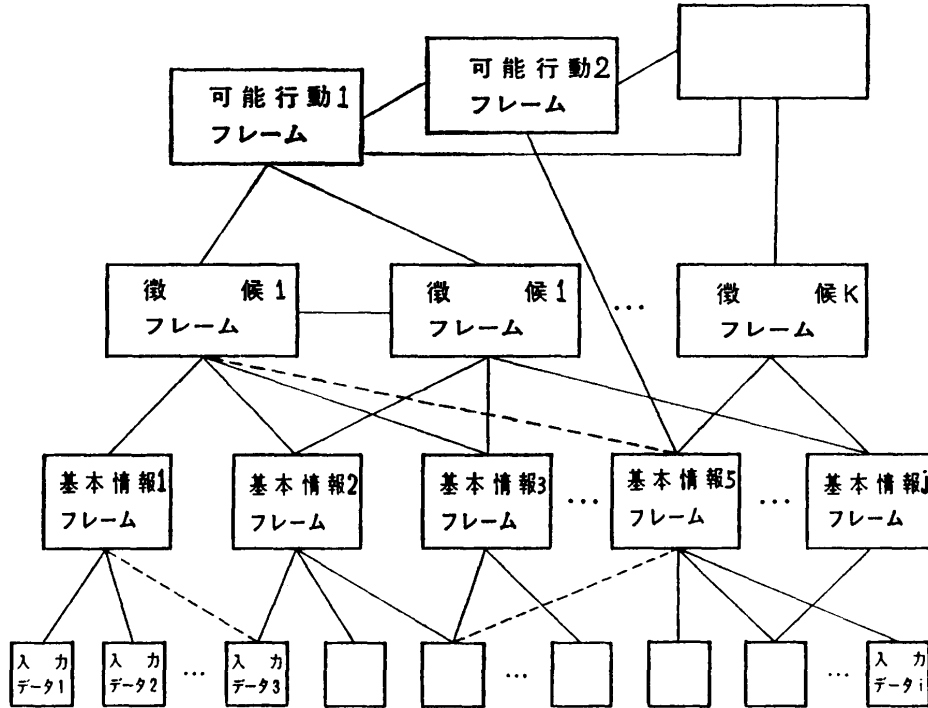 可能行動1
フレーム
可能行動2
フレーム
徴候1
フレーム
徴候1
フレーム
...
徴候K
フレーム
基本情報1
フレーム
基本情報2
フレーム
基本情報3
フレーム
...
基本情報5
フレーム
...
基本情報j
フレーム
入力
データ1
入力
データ2
...
入力
データ3
...
...
入力
データi